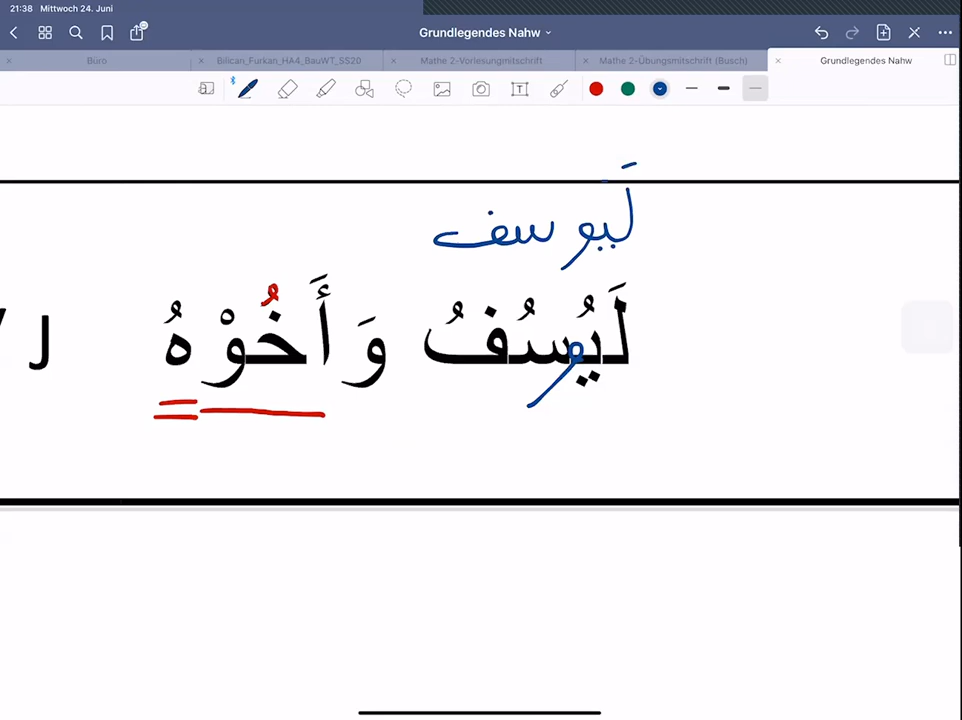 21:38 Mittwoch 24. Juni
Grundlegendes Nahw
Büro
Bilican_Furkan_HA4_BauWT_SS20
Mathe 2-Vorlesungmitschrift
Mathe 2-Übungsmitschrift (Busch)
Grundlegendes Nahw
لَيوسف
لَيُسُفُ وَأَخُوْهُ